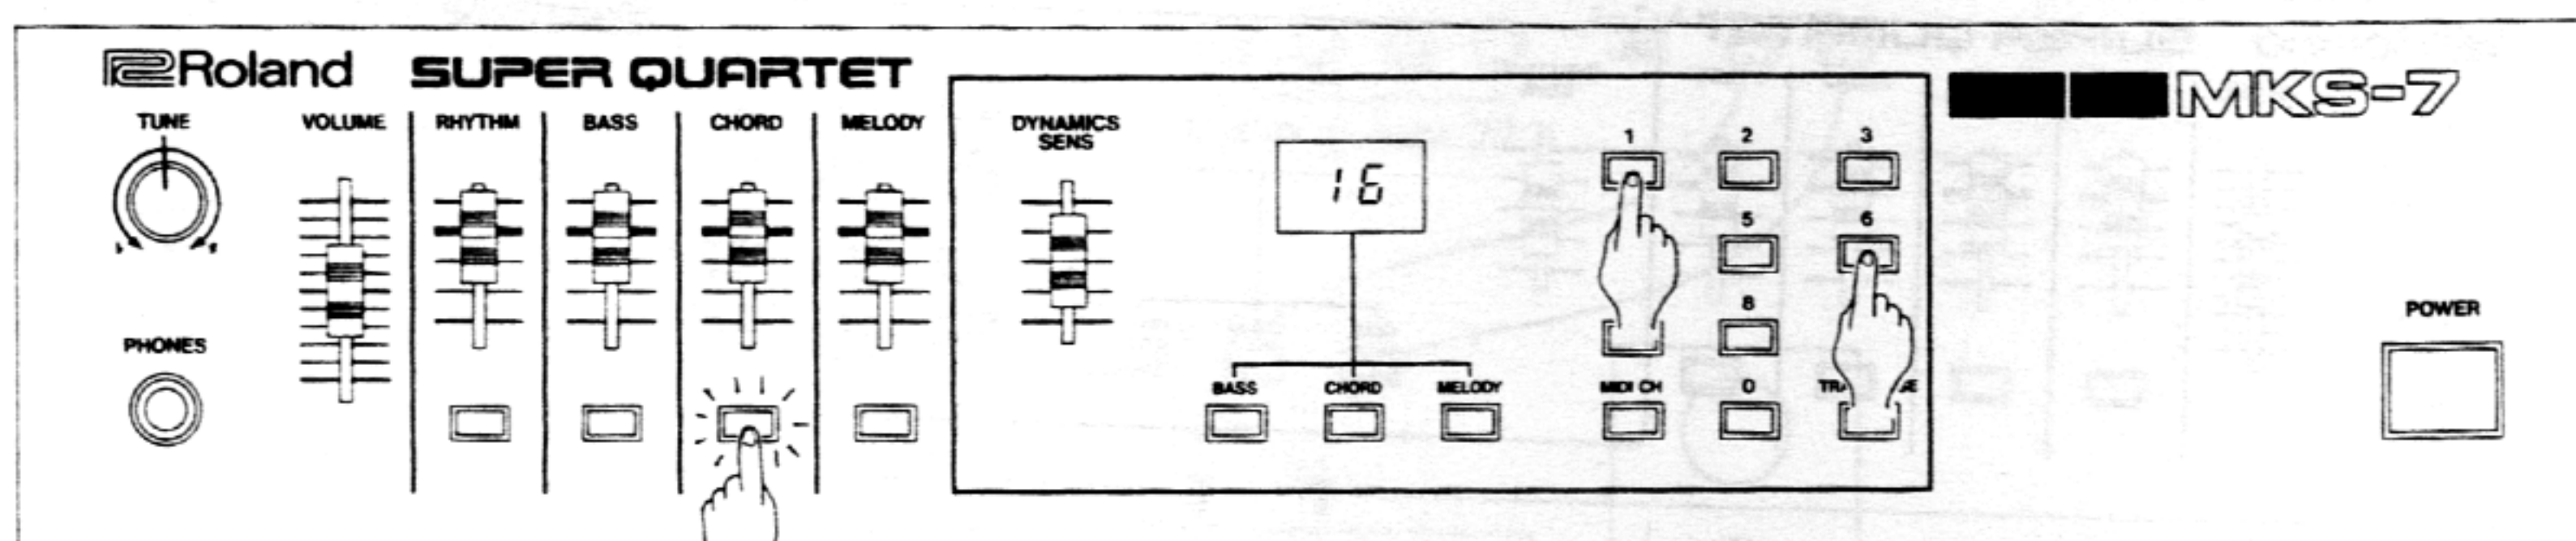 Roland SUPER QUARTET MKS-7
TUNE VOLUME RHYTHM BASS CHORD MELODY DYNAMICS
SENS
1 2 3
16
5 6
8
POWER
PHONES
BASS CHORD MELODY MIDI CH 0